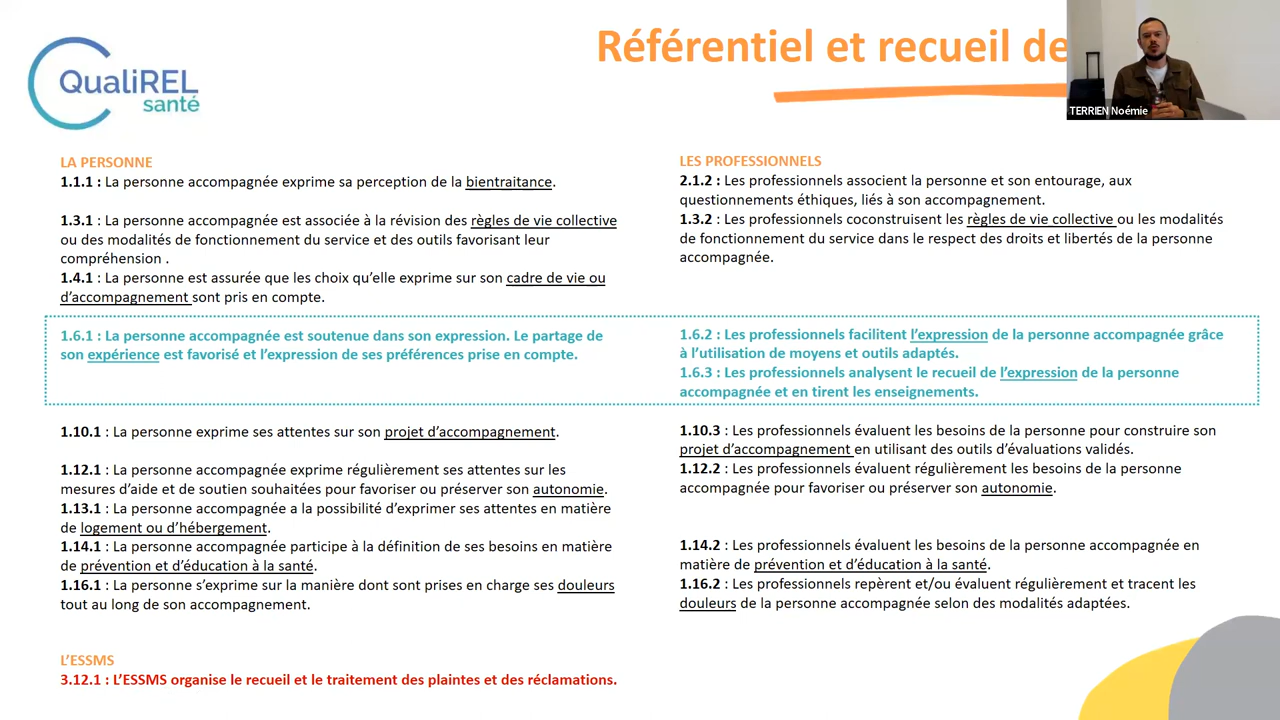 QualiREL
santé
Référentiel et recueil de
TERRIEN Noémie
LA PERSONNE
1.1.1 : La personne accompagnée exprime sa perception de la bientraitance.
1.3.1 : La personne accompagnée est associée à la révision des règles de vie collective
ou des modalités de fonctionnement du service et des outils favorisant leur
compréhension .
1.4.1 : La personne est assurée que les choix qu’elle exprime sur son cadre de vie ou
d’accompagnement sont pris en compte.
1.6.1 : La personne accompagnée est soutenue dans son expression. Le partage de
son expérience est favorisé et l’expression de ses préférences prise en compte.
1.10.1 : La personne exprime ses attentes sur son projet d’accompagnement.
1.12.1 : La personne accompagnée exprime régulièrement ses attentes sur les
mesures d’aide et de soutien souhaitées pour favoriser ou préserver son autonomie.
1.13.1 : La personne accompagnée a la possibilité d’exprimer ses attentes en matière
de logement ou d’hébergement.
1.14.1 : La personne accompagnée participe à la définition de ses besoins en matière
de prévention et d’éducation à la santé.
1.16.1 : La personne s’exprime sur la manière dont sont prises en charge ses douleurs
tout au long de son accompagnement.
LES PROFESSIONNELS
2.1.2 : Les professionnels associent la personne et son entourage, aux
questionnements éthiques, liés à son accompagnement.
1.3.2 : Les professionnels coconstruisent les règles de vie collective ou les modalités
de fonctionnement du service dans le respect des droits et libertés de la personne
accompagnée.
1.6.2 : Les professionnels facilitent l’expression de la personne accompagnée grâce
à l’utilisation de moyens et outils adaptés.
1.6.3 : Les professionnels analysent le recueil de l’expression de la personne
accompagnée et en tirent les enseignements.
1.10.3 : Les professionnels évaluent les besoins de la personne pour construire son
projet d’accompagnement en utilisant des outils d’évaluations validés.
1.12.2 : Les professionnels évaluent régulièrement les besoins de la personne
accompagnée pour favoriser ou préserver son autonomie.
1.14.2 : Les professionnels évaluent les besoins de la personne accompagnée en
matière de prévention et d’éducation à la santé.
1.16.2 : Les professionnels repèrent et/ou évaluent régulièrement et tracent les
douleurs de la personne accompagnée selon des modalités adaptées.
L’ESSMS
3.12.1 : L’ESSMS organise le recueil et le traitement des plaintes et des réclamations.